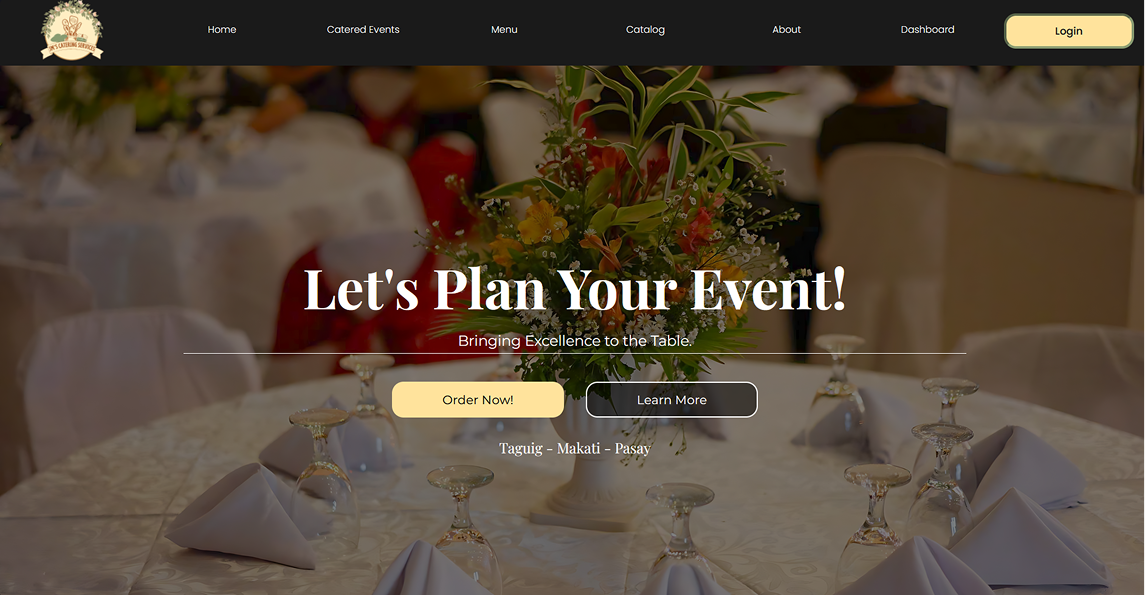 Home
Catered Events
Menu
Catalog
About
Dashboard
Login
Let's Plan Your Event!
Bringing Excellence to the Table.
Order Now!
Learn More
Taguig - Makati - Pasay